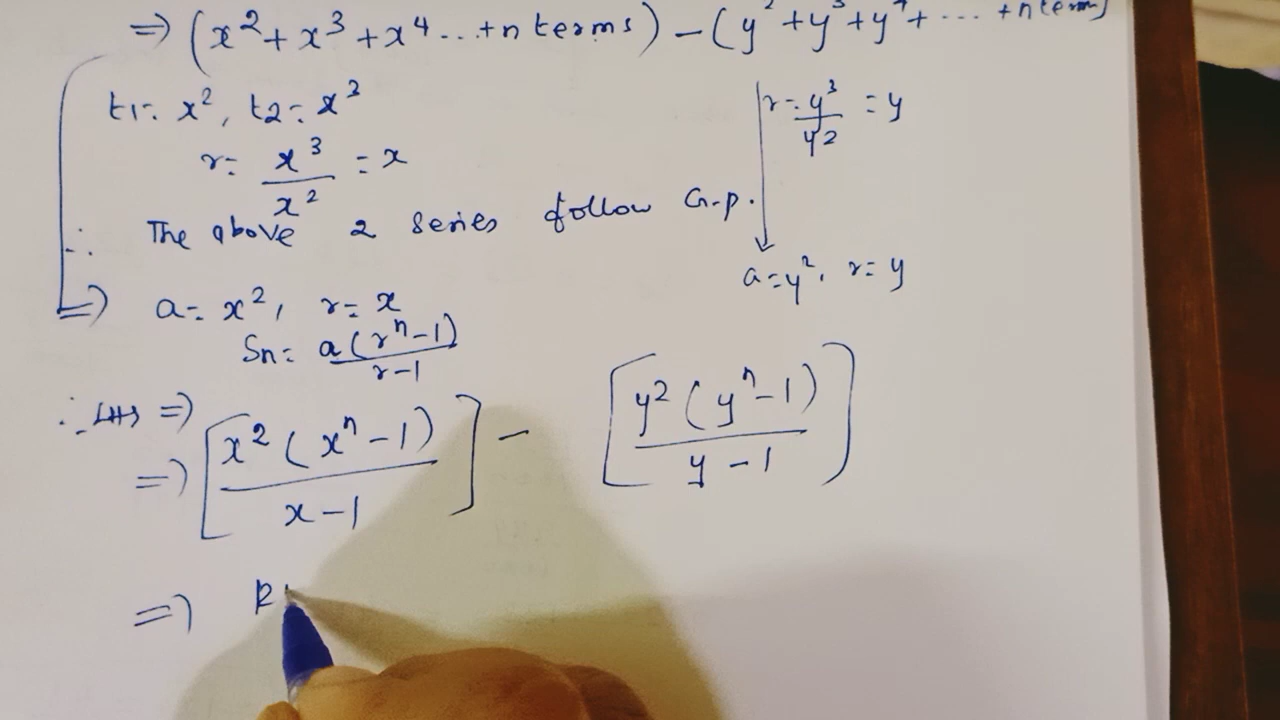 => (x² + x³ + x⁴ ... + n terms) - (y² + y³ + y⁴ + ... + n terms)
t1 = x², t2 = x³
r = y³/y² = y
r = x³/x² = x
∴ The above 2 series follow G.p.
a = y², r = y
=> a = x², r = x
Sn = a(rⁿ-1)/r-1
∴ LHS =>
=> [x²(xⁿ-1)/x-1] - [y²(yⁿ-1)/y-1]
=> R